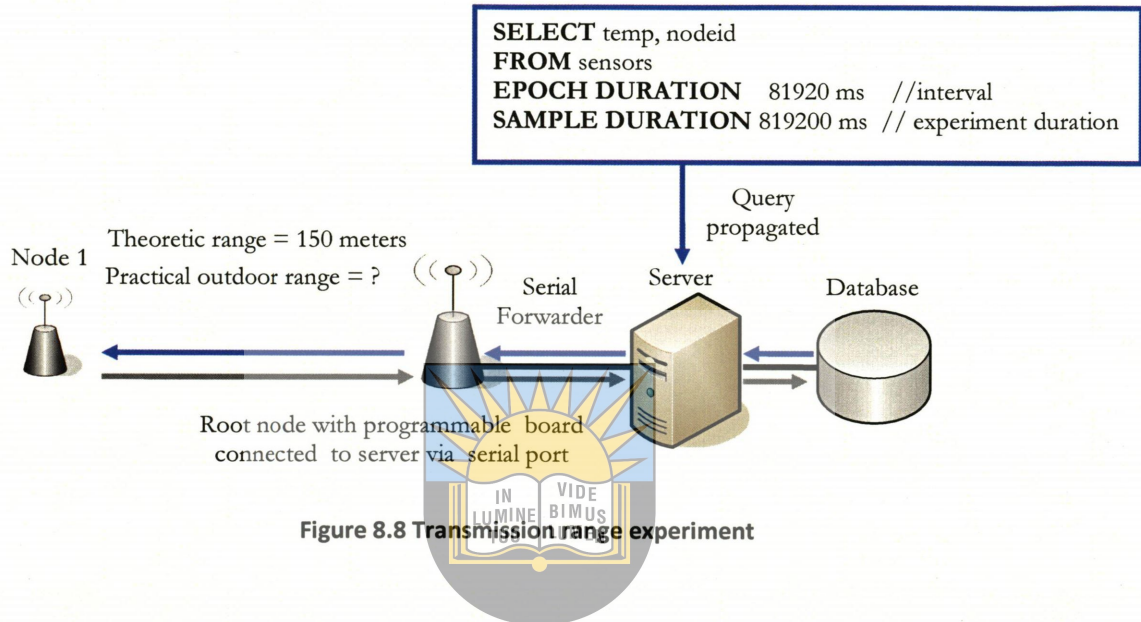 SELECT temp, nodeid
FROM sensors
EPOCH DURATION 81920 ms //interval
SAMPLE DURATION 819200 ms // experiment duration
Query
propagated
Theoretic range = 150 meters
Practical outdoor range = ?
Node 1
Serial
Forwarder
Server
Database
Root node with programmable board
connected to server via serial port
IN
LUMINE
VIDE
BIMUS
Figure 8.8 Transmission range experiment